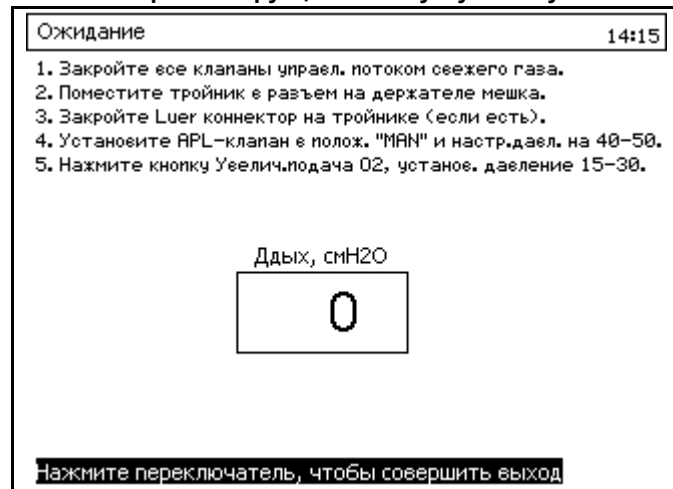 Ожидание 14:15
1. Закройте все клапаны управл. потоком свежего газа.
2. Поместите тройник в разъем на держателе мешка.
3. Закройте Luer коннектор на тройнике (если есть).
4. Установите APL-клапан в полож. "MAN" и настр.давл. на 40-50.
5. Нажмите кнопку Увелич.подача O2, установ. давление 15-30.
Ддых, смH2O
0
Нажмите переключатель, чтобы совершить выход